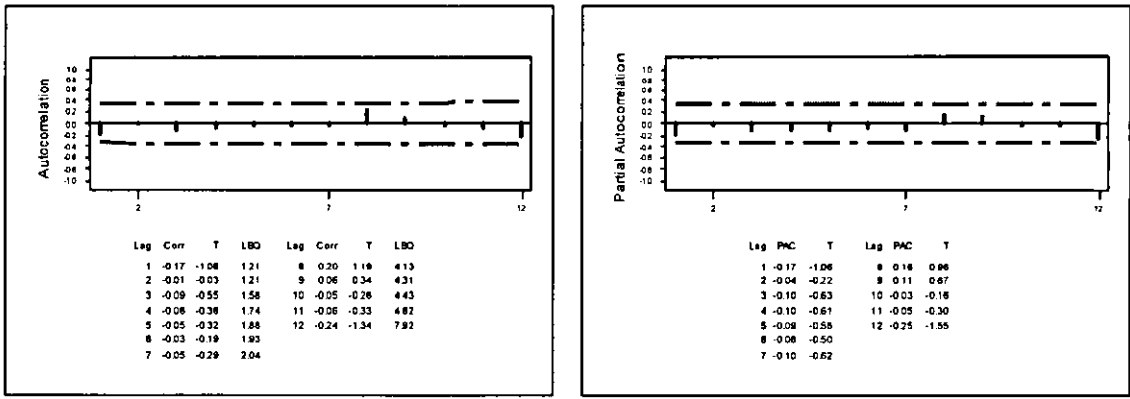 Autocorrelation
1.0
0.8
0.6
0.4
0.2
0.0
-0.2
-0.4
-0.6
-0.8
-1.0
2 7 12
Lag Corr T LBQ Lag Corr T LBQ
1 -0.17 -1.06 1.21 8 0.20 1.19 4.13
2 -0.01 -0.03 1.21 9 0.06 0.34 4.31
3 -0.09 -0.55 1.58 10 -0.05 -0.26 4.43
4 -0.06 -0.36 1.74 11 -0.06 -0.33 4.62
5 -0.05 -0.32 1.88 12 -0.24 -1.34 7.92
6 -0.03 -0.19 1.93
7 -0.05 -0.29 2.04
Partial Autocorrelation
1.0
0.8
0.6
0.4
0.2
0.0
-0.2
-0.4
-0.6
-0.8
-1.0
2 7 12
Lag PAC T Lag PAC T
1 -0.17 -1.06 8 0.16 0.96
2 -0.04 -0.22 9 0.11 0.67
3 -0.10 -0.63 10 -0.03 -0.16
4 -0.10 -0.61 11 -0.05 -0.30
5 -0.09 12 -0.25 -1.55
6 -0.08 -0.50
7 -0.10 -0.62